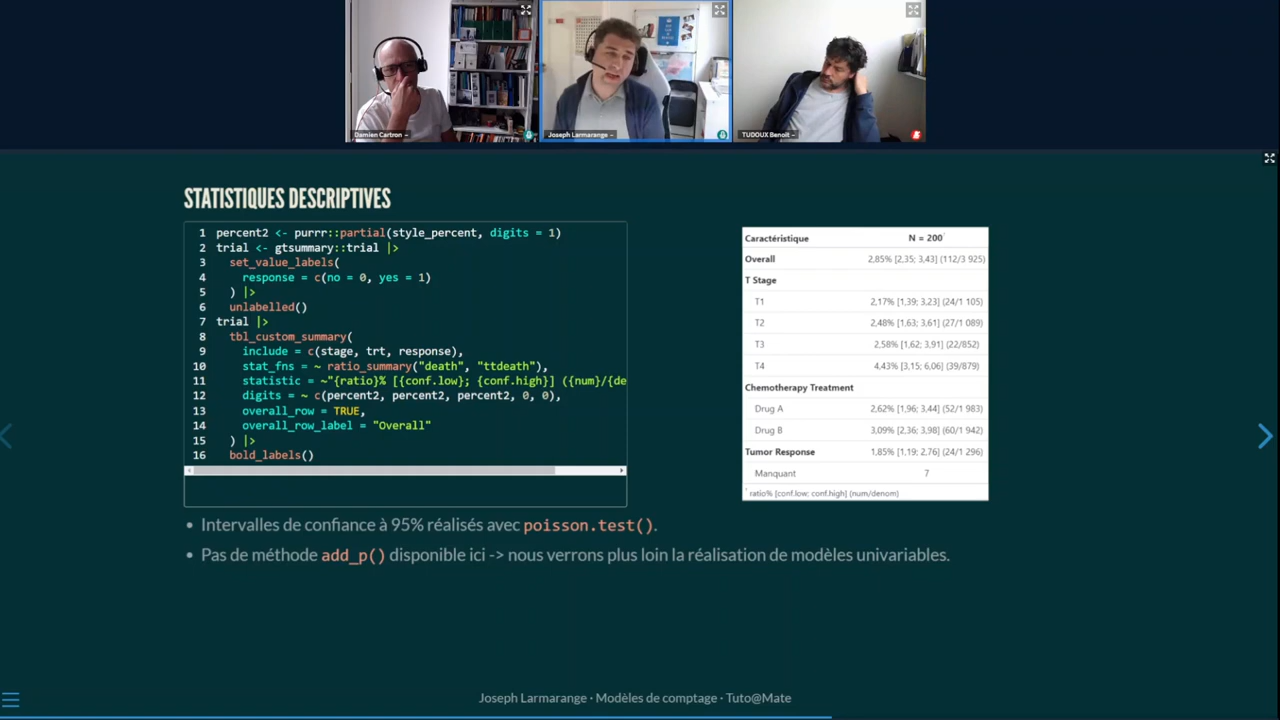 Damien Cartron
Joseph Larmarange
TUDOUX Benoit
STATISTIQUES DESCRIPTIVES
1 percent2 <- purrr::partial(style_percent, digits = 1)
2 trial <- gtsummary::trial |>
3 set_value_labels(
4 response = c(no = 0, yes = 1)
5 ) |>
6 unlabelled()
7 trial |>
8 tbl_custom_summary(
9 include = c(stage, trt, response),
10 stat_fns = ~ ratio_summary("death", "ttdeath"),
11 statistic = ~"{ratio}% [{conf.low}; {conf.high}] ({num}/{de
12 digits = ~ c(percent2, percent2, percent2, 0, 0),
13 overall_row = TRUE,
14 overall_row_label = "Overall"
15 ) |>
16 bold_labels()
Caractéristique N = 200¹
Overall 2,85% [2,35; 3,43] (112/3 925)
T Stage
T1 2,17% [1,39; 3,23] (24/1 105)
T2 2,48% [1,63; 3,61] (27/1 089)
T3 2,58% [1,62; 3,91] (22/852)
T4 4,43% [3,15; 6,06] (39/879)
Chemotherapy Treatment
Drug A 2,62% [1,96; 3,44] (52/1 983)
Drug B 3,09% [2,36; 3,98] (60/1 942)
Tumor Response 1,85% [1,19; 2,76] (24/1 296)
Manquant 7
¹ ratio% [conf.low; conf.high] (num/denom)
• Intervalles de confiance à 95% réalisés avec poisson.test().
• Pas de méthode add_p() disponible ici -> nous verrons plus loin la réalisation de modèles univariables.
Joseph Larmarange · Modèles de comptage · Tuto@Mate